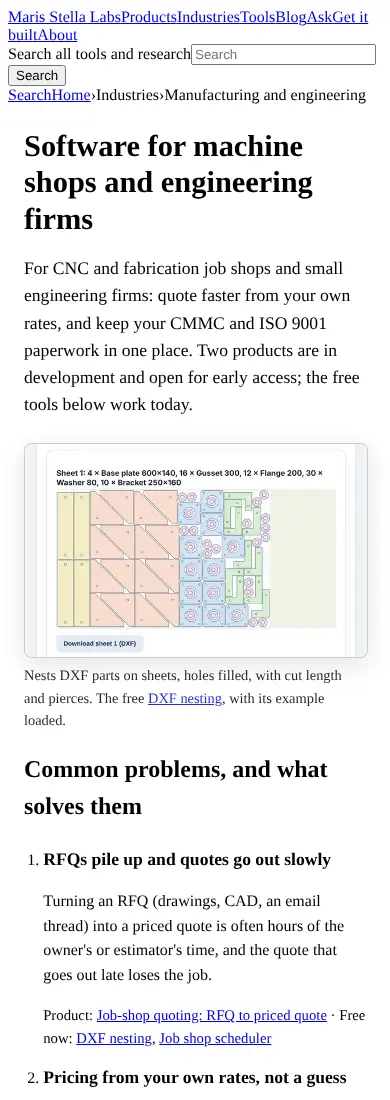 Maris Stella LabsProductsIndustriesToolsBlogAskGet it
builtAbout
Search all tools and research Search
Search
SearchHome›Industries›Manufacturing and engineering
Software for machine
shops and engineering
firms
For CNC and fabrication job shops and small
engineering firms: quote faster from your own
rates, and keep your CMMC and ISO 9001
paperwork in one place. Two products are in
development and open for early access; the free
tools below work today.
Sheet 1: 4 × Base plate 600×140, 16 × Gusset 300, 12 × Flange 200, 30 ×
Washer 80, 10 × Bracket 250×160
Download sheet 1 (DXF)
Nests DXF parts on sheets, holes filled, with cut length
and pierces. The free DXF nesting, with its example
loaded.
Common problems, and what
solves them
1. RFQs pile up and quotes go out slowly
Turning an RFQ (drawings, CAD, an email
thread) into a priced quote is often hours of the
owner's or estimator's time, and the quote that
goes out late loses the job.
Product: Job-shop quoting: RFQ to priced quote · Free
now: DXF nesting, Job shop scheduler
2. Pricing from your own rates, not a guess